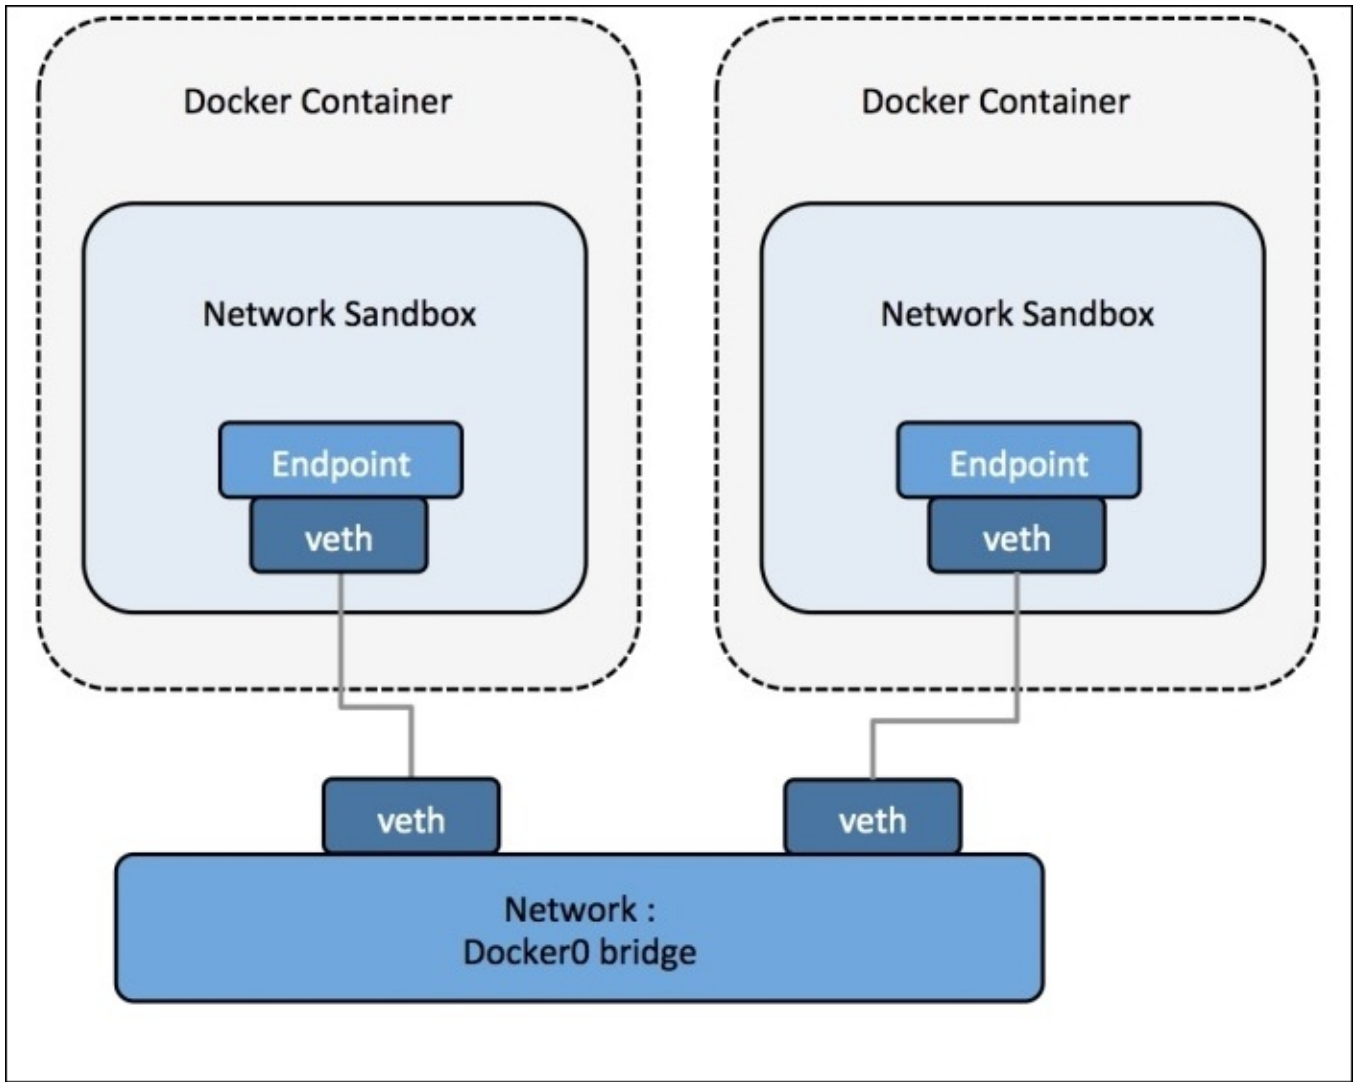 Docker Container
Docker Container
Network Sandbox
Network Sandbox
Endpoint
Endpoint
veth
veth
veth
veth
Network :
Docker0 bridge